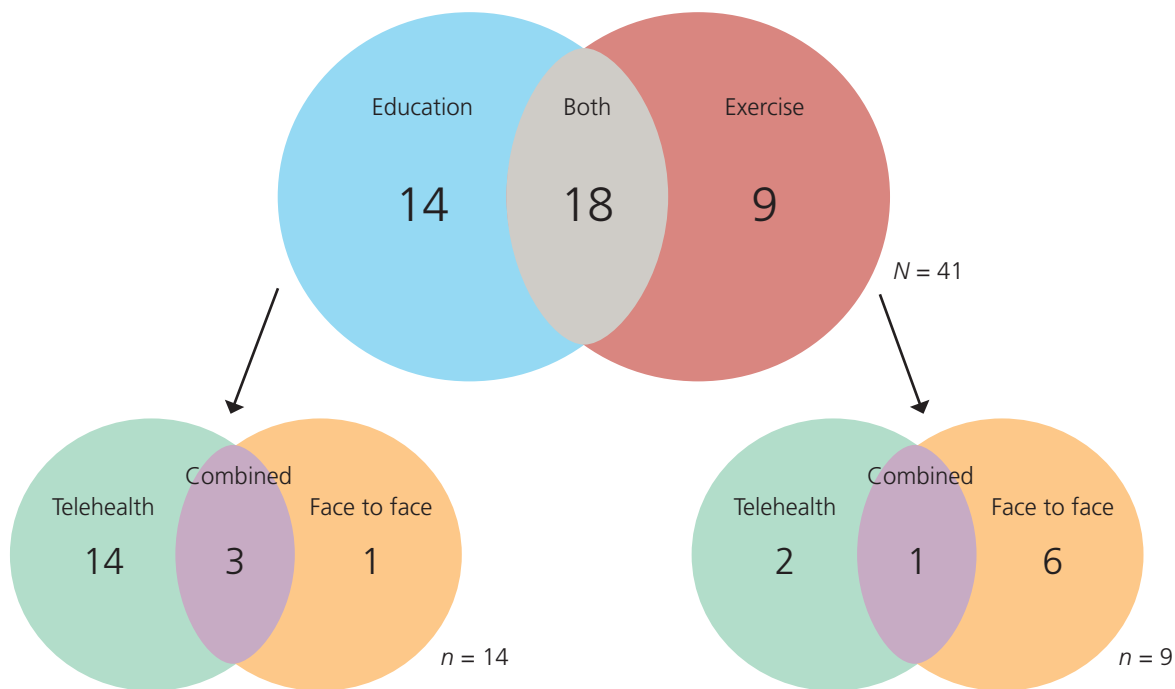 Education Both Exercise
14 18 9
N = 41
Combined
Telehealth Face to face
14 3 1
n = 14
Combined
Telehealth Face to face
2 1 6
n = 9